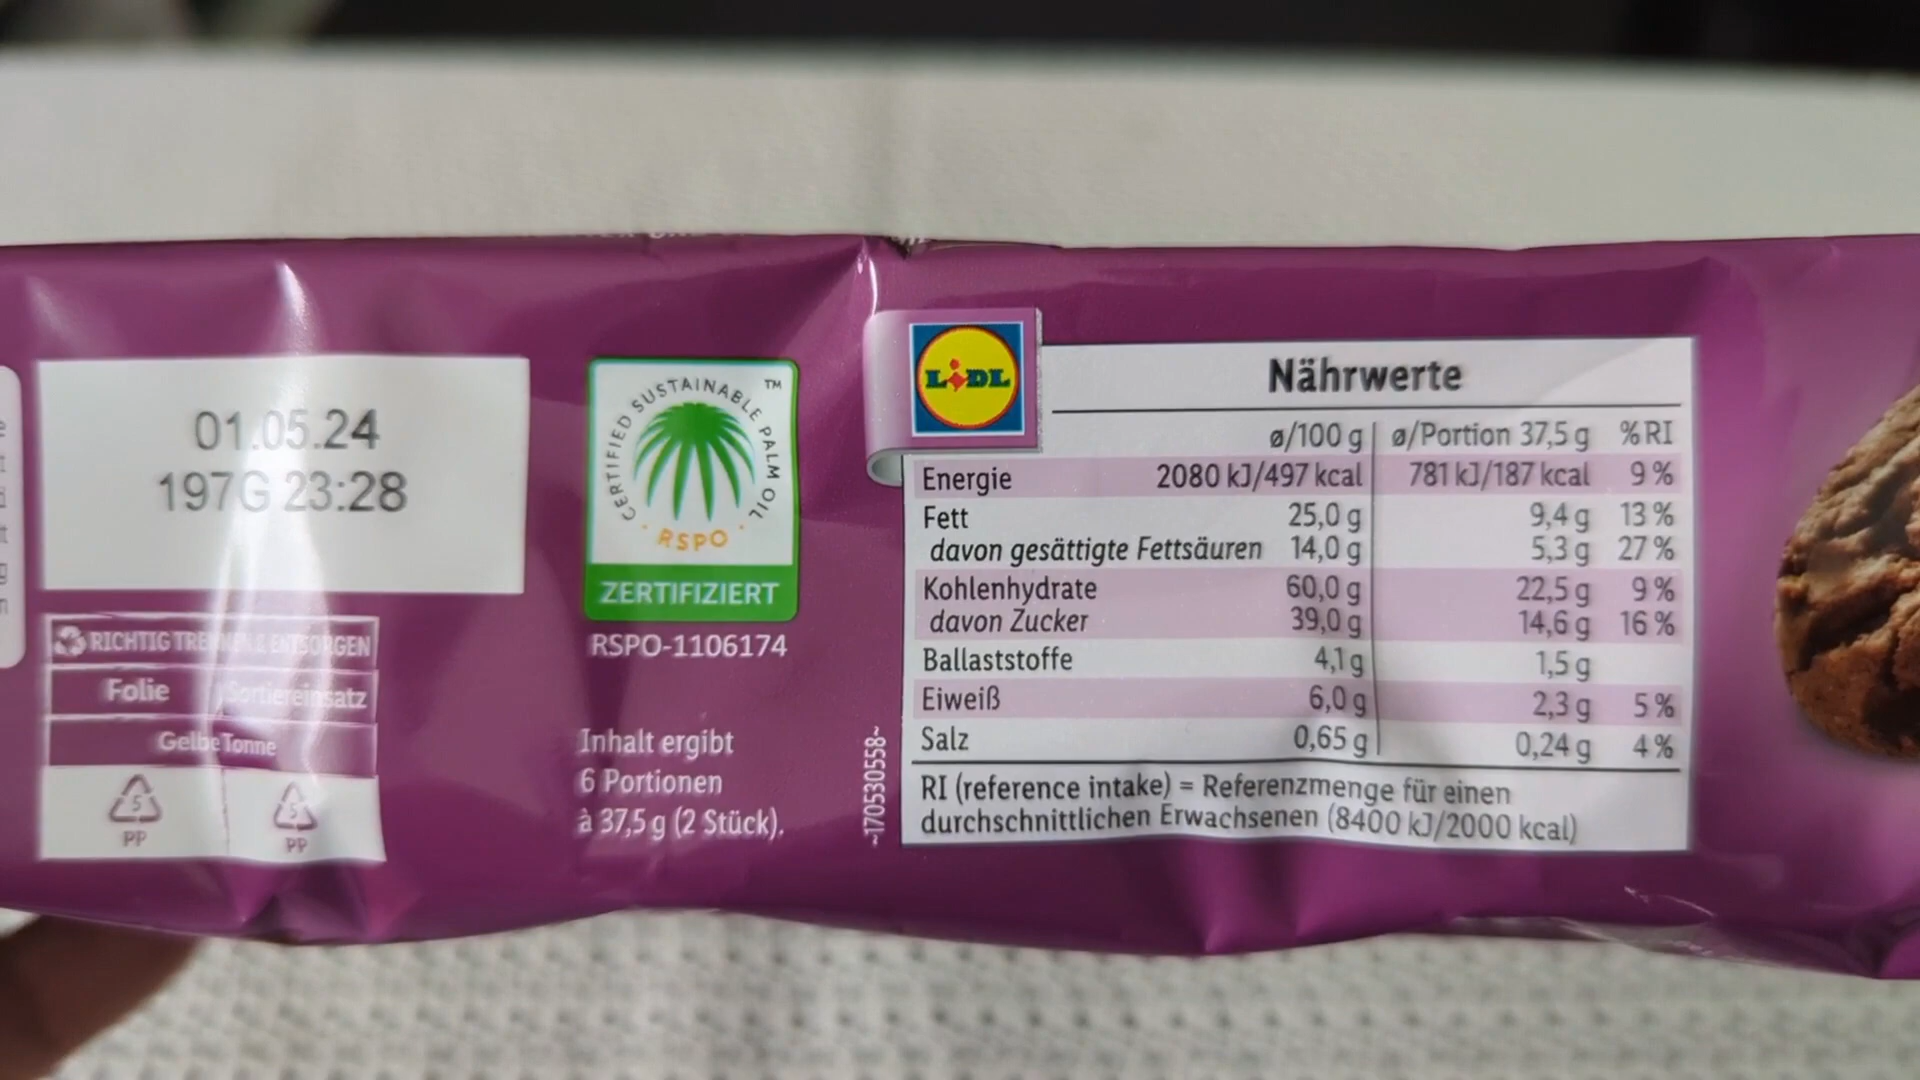 01.05.24
197G 23:28
RICHTIG TRENNEN & ENTSORGEN
Folie Sortiereinsatz
Gelbe Tonne
5 5
PP PP
CERTIFIED SUSTAINABLE PALM OIL ™
RSPO
ZERTIFIZIERT
RSPO-1106174
Inhalt ergibt
6 Portionen
à 37,5 g (2 Stück).
~170530558~
LIDL
Nährwerte
ø/100 g ø/Portion 37,5 g %RI
Energie 2080 kJ/497 kcal 781 kJ/187 kcal 9 %
Fett 25,0 g 9,4 g 13 %
davon gesättigte Fettsäuren 14,0 g 5,3 g 27 %
Kohlenhydrate 60,0 g 22,5 g 9 %
davon Zucker 39,0 g 14,6 g 16 %
Ballaststoffe 4,1 g 1,5 g
Eiweiß 6,0 g 2,3 g 5 %
Salz 0,65 g 0,24 g 4 %
RI (reference intake) = Referenzmenge für einen
durchschnittlichen Erwachsenen (8400 kJ/2000 kcal)